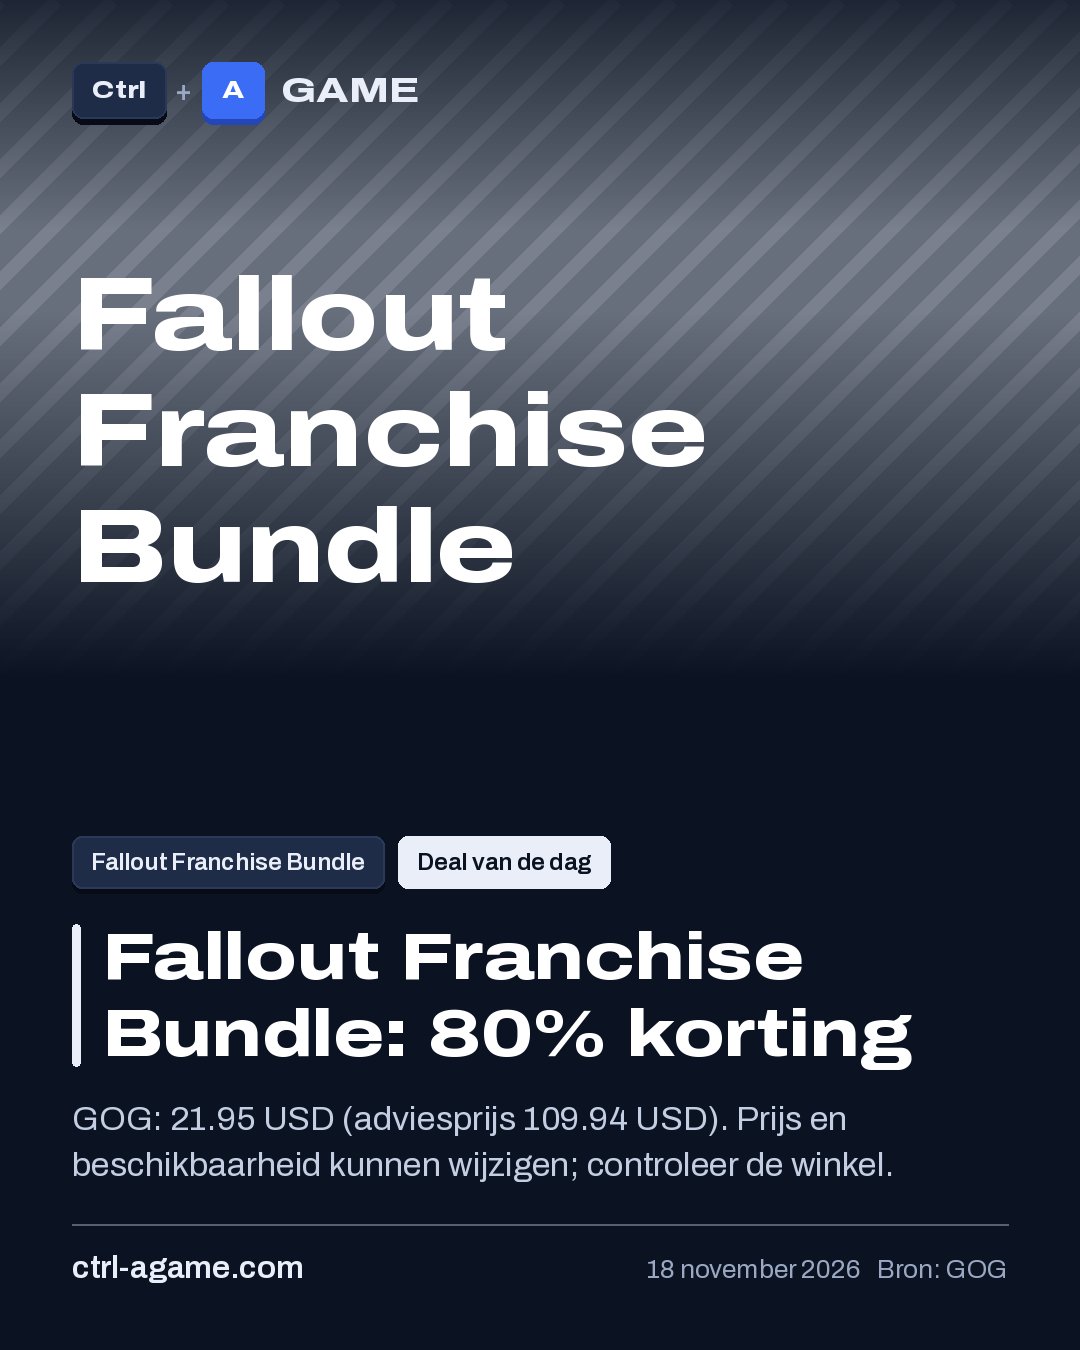 Ctrl + A GAME
Fallout
Franchise
Bundle
Fallout Franchise Bundle Deal van de dag
Fallout Franchise
Bundle: 80% korting
GOG: 21.95 USD (adviesprijs 109.94 USD). Prijs en
beschikbaarheid kunnen wijzigen; controleer de winkel.
ctrl-agame.com 18 november 2026 Bron: GOG